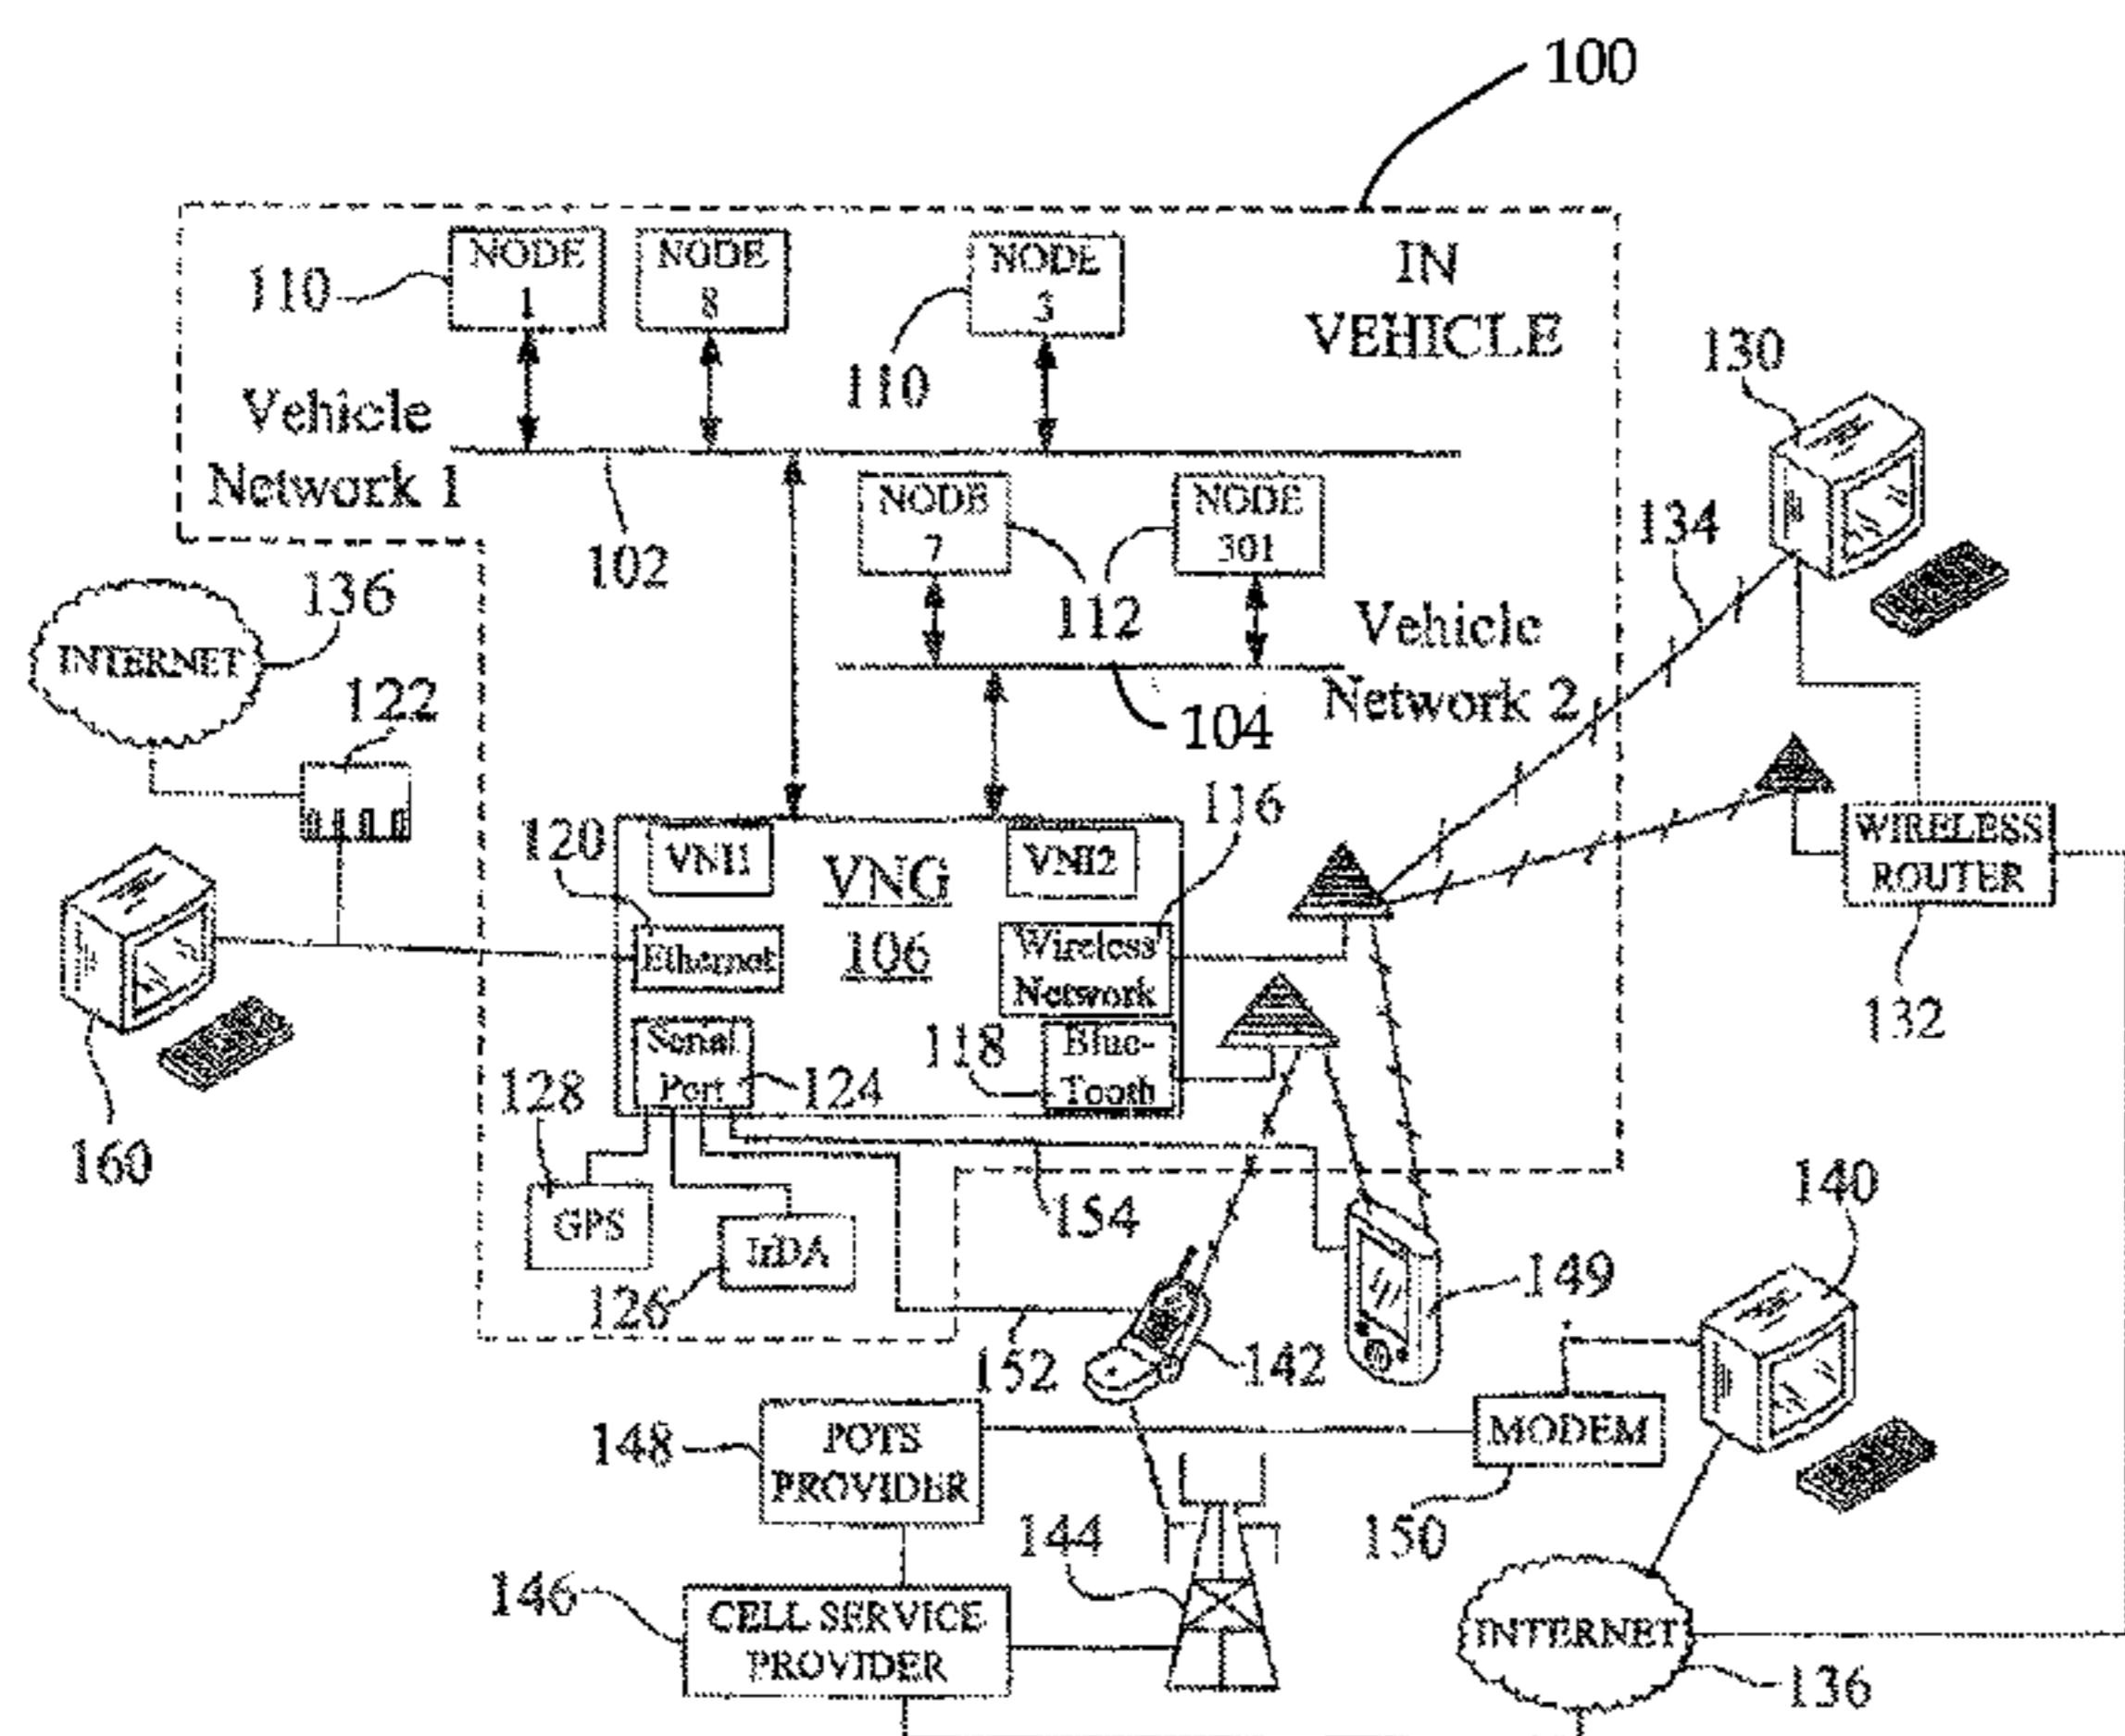 100
NODE
1
NODE
8
NODE
3
IN
VEHICLE
110
110
130
Vehicle
Network 1
102
NODE
7
NODE
301
134
112
136
INTERNET
Vehicle
Network 2
122
104
116
120
VNI1
VNG
106
VNI2
WIRELESS
ROUTER
132
Ethernet
Wireless
Network
Serial
Port
124
118
Blue-
Tooth
160
128
GPS
IrDA
126
154
140
149
152
142
148
POTS
PROVIDER
MODEM
150
144
146
CELL SERVICE
PROVIDER
INTERNET
136